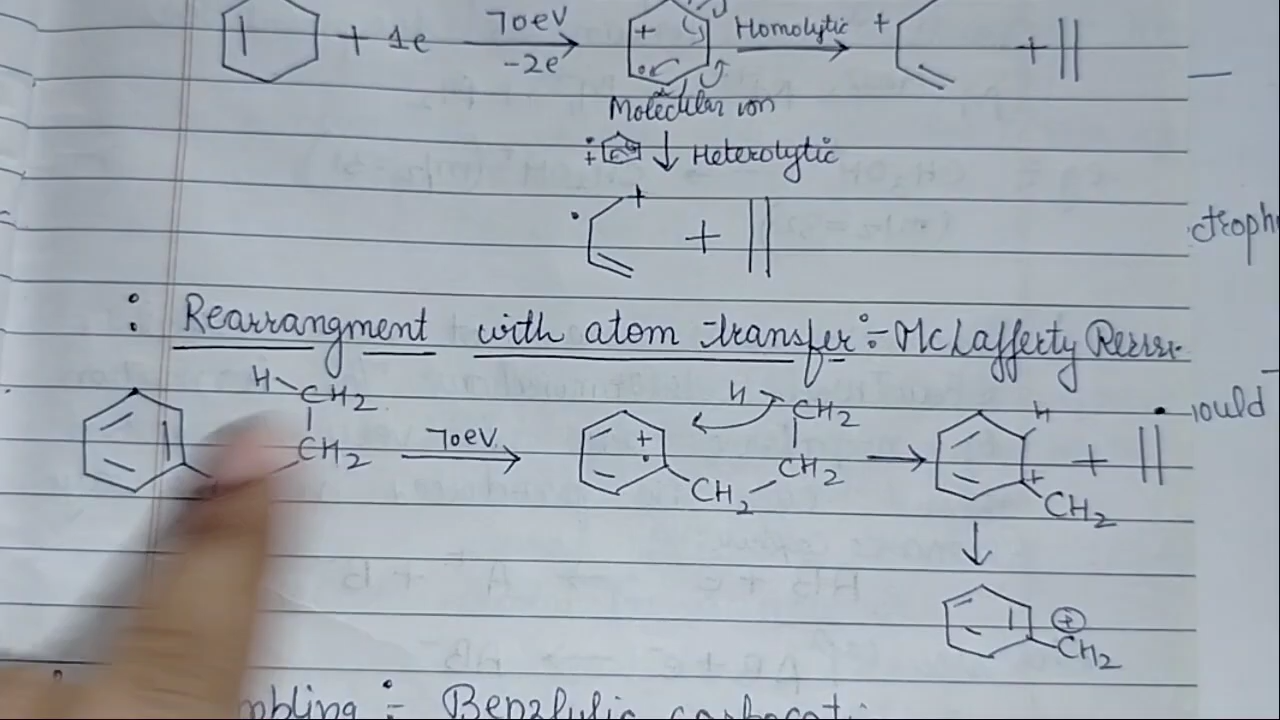 + 1e 70eV -2e + Homolytic + + ||
Molecular ion
Heterolytic
+ + ||
: Rearrangment with atom transfer :- McLafferty
H CH2 H CH2 H
CH2 70eV + CH2 + + ||
CH2 CH2
+ CH2
:- Benzylic